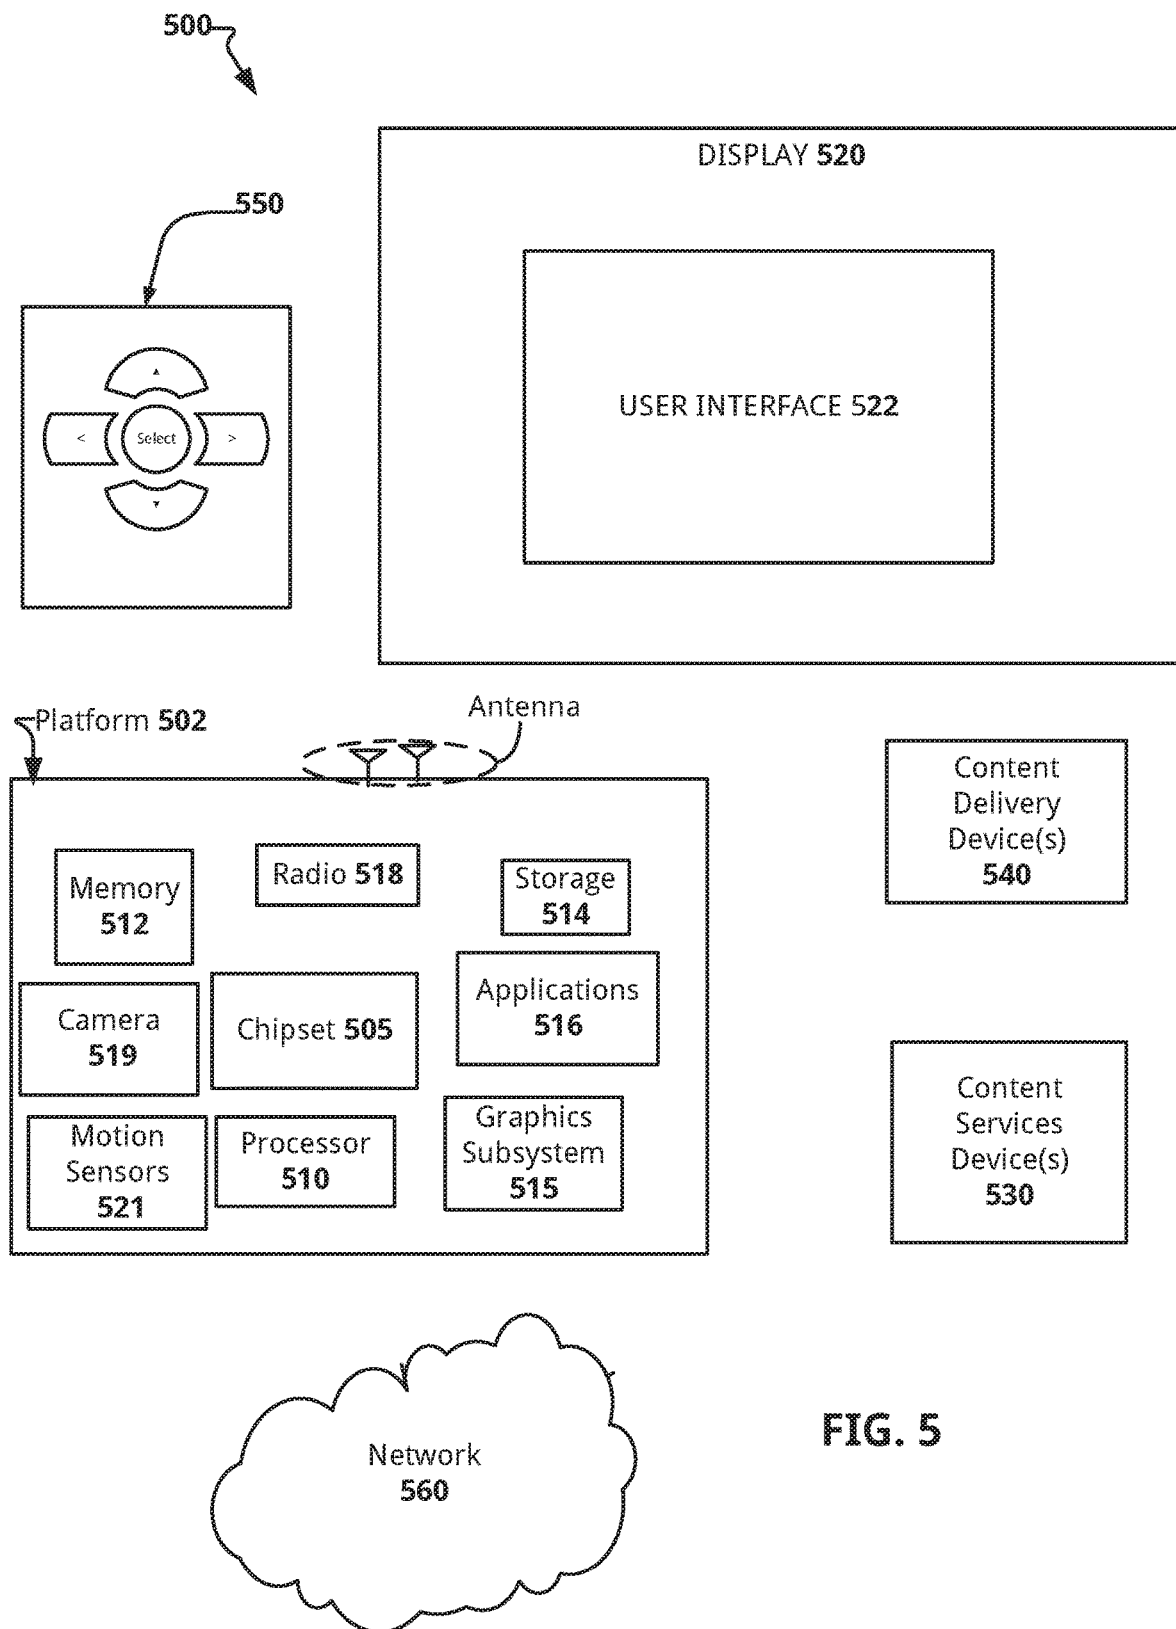 500
DISPLAY 520
550
USER INTERFACE 522
▲
< Select >
▼
Platform 502
Antenna
Memory
512
Radio 518
Storage
514
Camera
519
Chipset 505
Applications
516
Motion
Sensors
521
Processor
510
Graphics
Subsystem
515
Content
Delivery
Device(s)
540
Content
Services
Device(s)
530
Network
560
FIG. 5